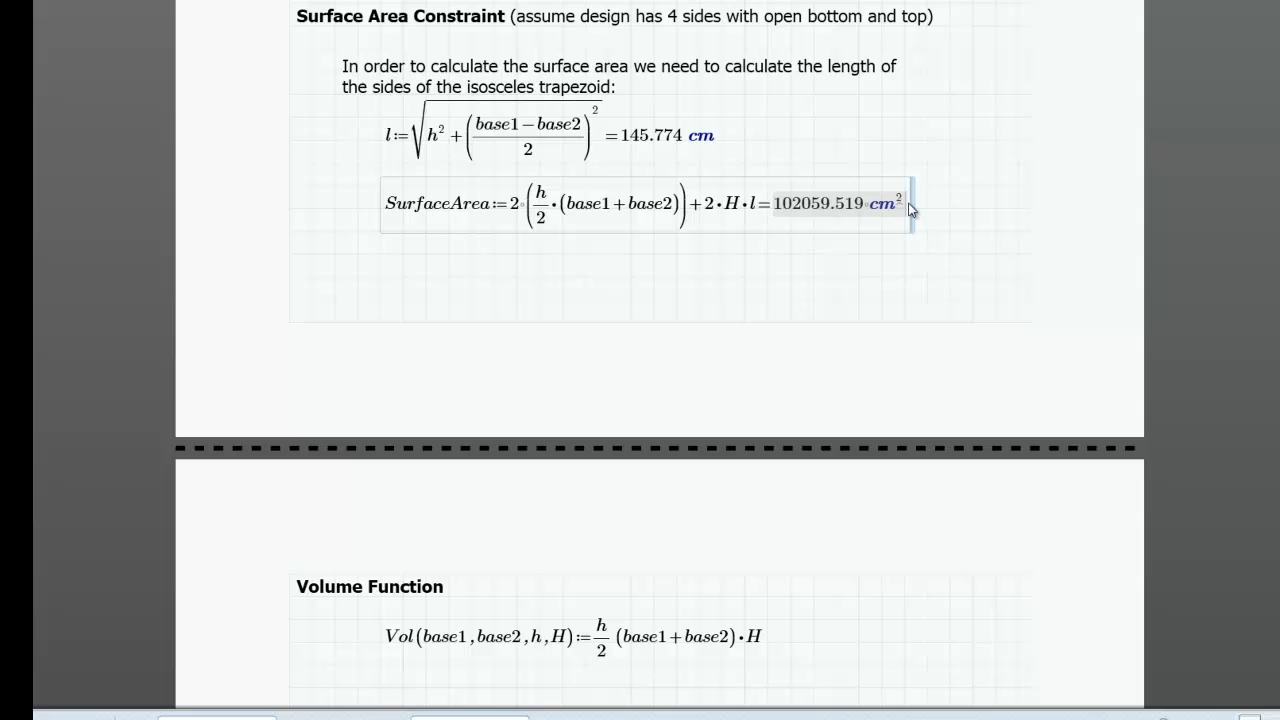 Surface Area Constraint (assume design has 4 sides with open bottom and top)
In order to calculate the surface area we need to calculate the length of
the sides of the isosceles trapezoid:
l:=√(h²+((base1−base2)/2)²)=145.774 cm
SurfaceArea:=2·(h/2·(base1+base2))+2·H·l=102059.519·cm²
Volume Function
Vol(base1,base2,h,H):=h/2 (base1+base2)·H